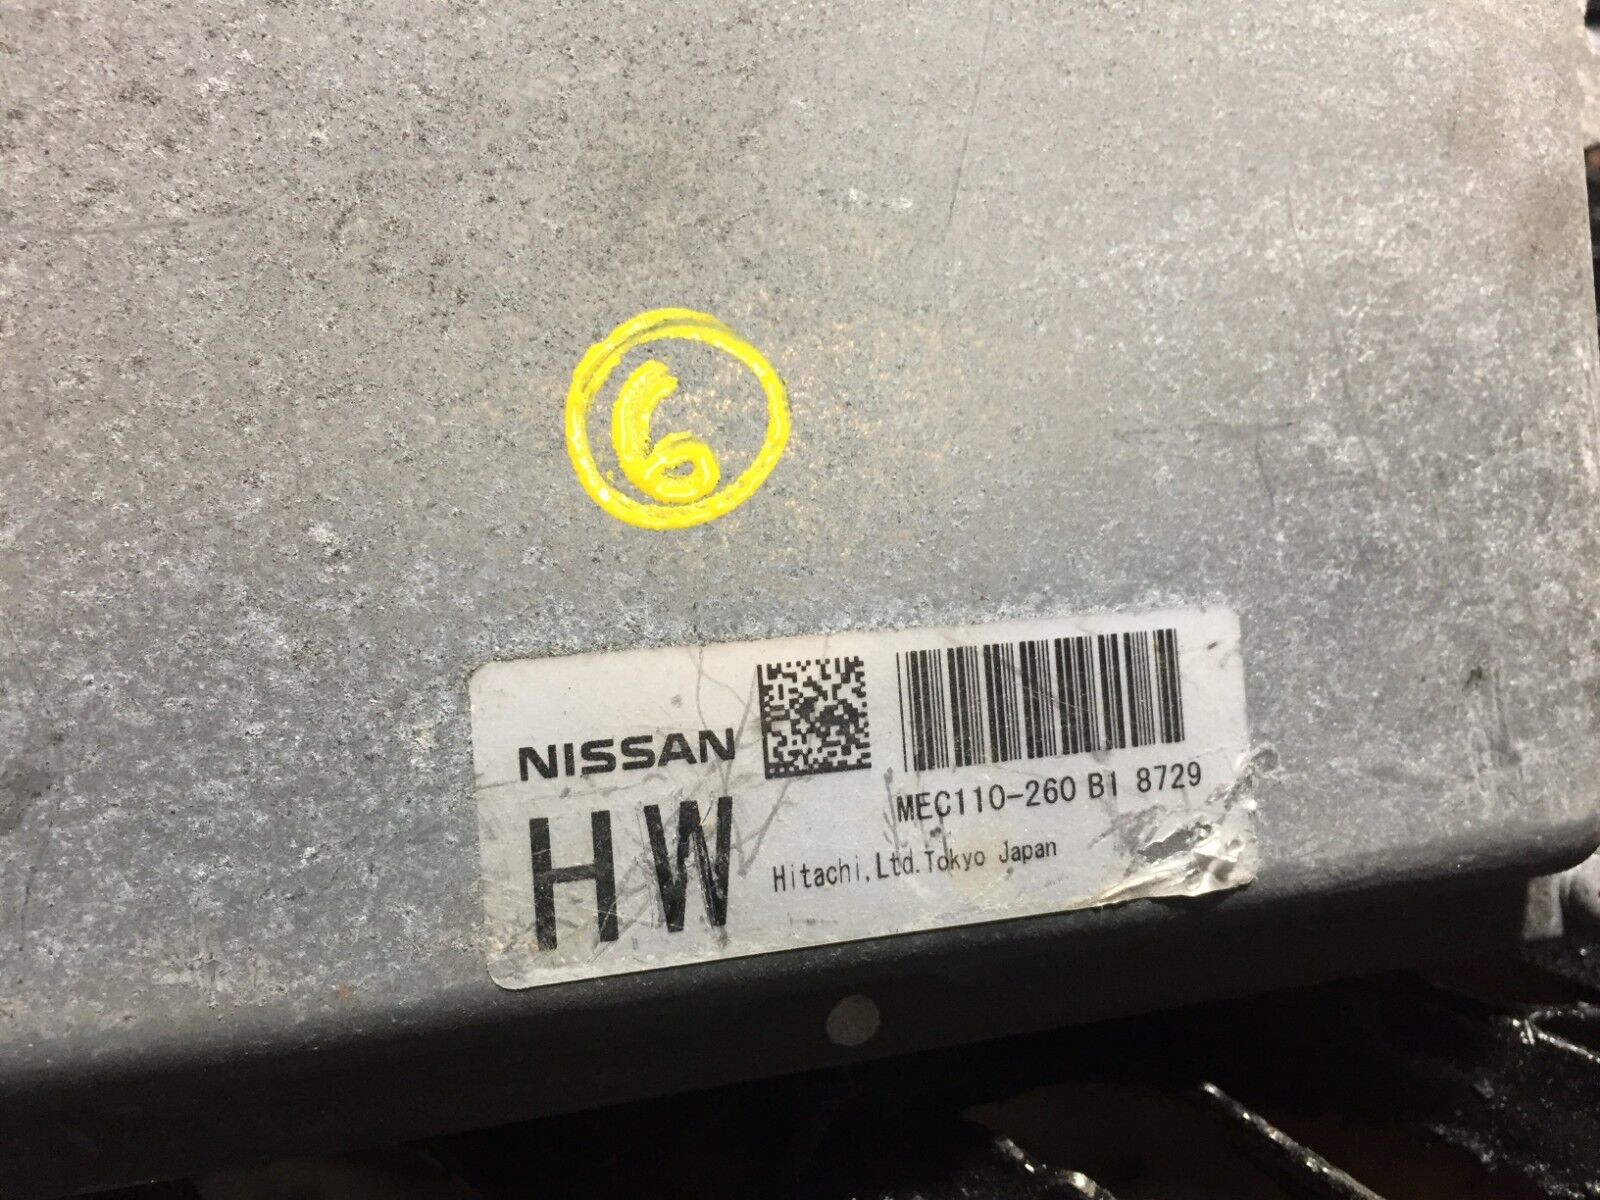 6
NISSAN
HW
MEC110-260 B1 8729
Hitachi,Ltd.Tokyo Japan